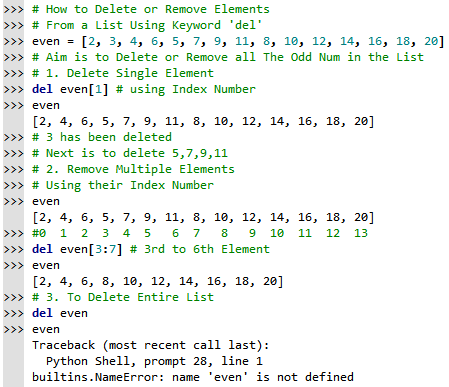 >>> # How to Delete or Remove Elements
>>> # From a List Using Keyword 'del'
>>> even = [2, 3, 4, 6, 5, 7, 9, 11, 8, 10, 12, 14, 16, 18, 20]
>>> # Aim is to Delete or Remove all The Odd Num in the List
>>> # 1. Delete Single Element
>>> del even[1] # using Index Number
>>> even
[2, 4, 6, 5, 7, 9, 11, 8, 10, 12, 14, 16, 18, 20]
>>> # 3 has been deleted
>>> # Next is to delete 5,7,9,11
>>> # 2. Remove Multiple Elements
>>> # Using their Index Number
>>> even
[2, 4, 6, 5, 7, 9, 11, 8, 10, 12, 14, 16, 18, 20]
>>> #0  1  2  3  4  5   6  7   8   9  10  11  12  13
>>> del even[3:7] # 3rd to 6th Element
>>> even
[2, 4, 6, 8, 10, 12, 14, 16, 18, 20]
>>> # 3. To Delete Entire List
>>> del even
>>> even
Traceback (most recent call last):
  Python Shell, prompt 28, line 1
builtins.NameError: name 'even' is not defined